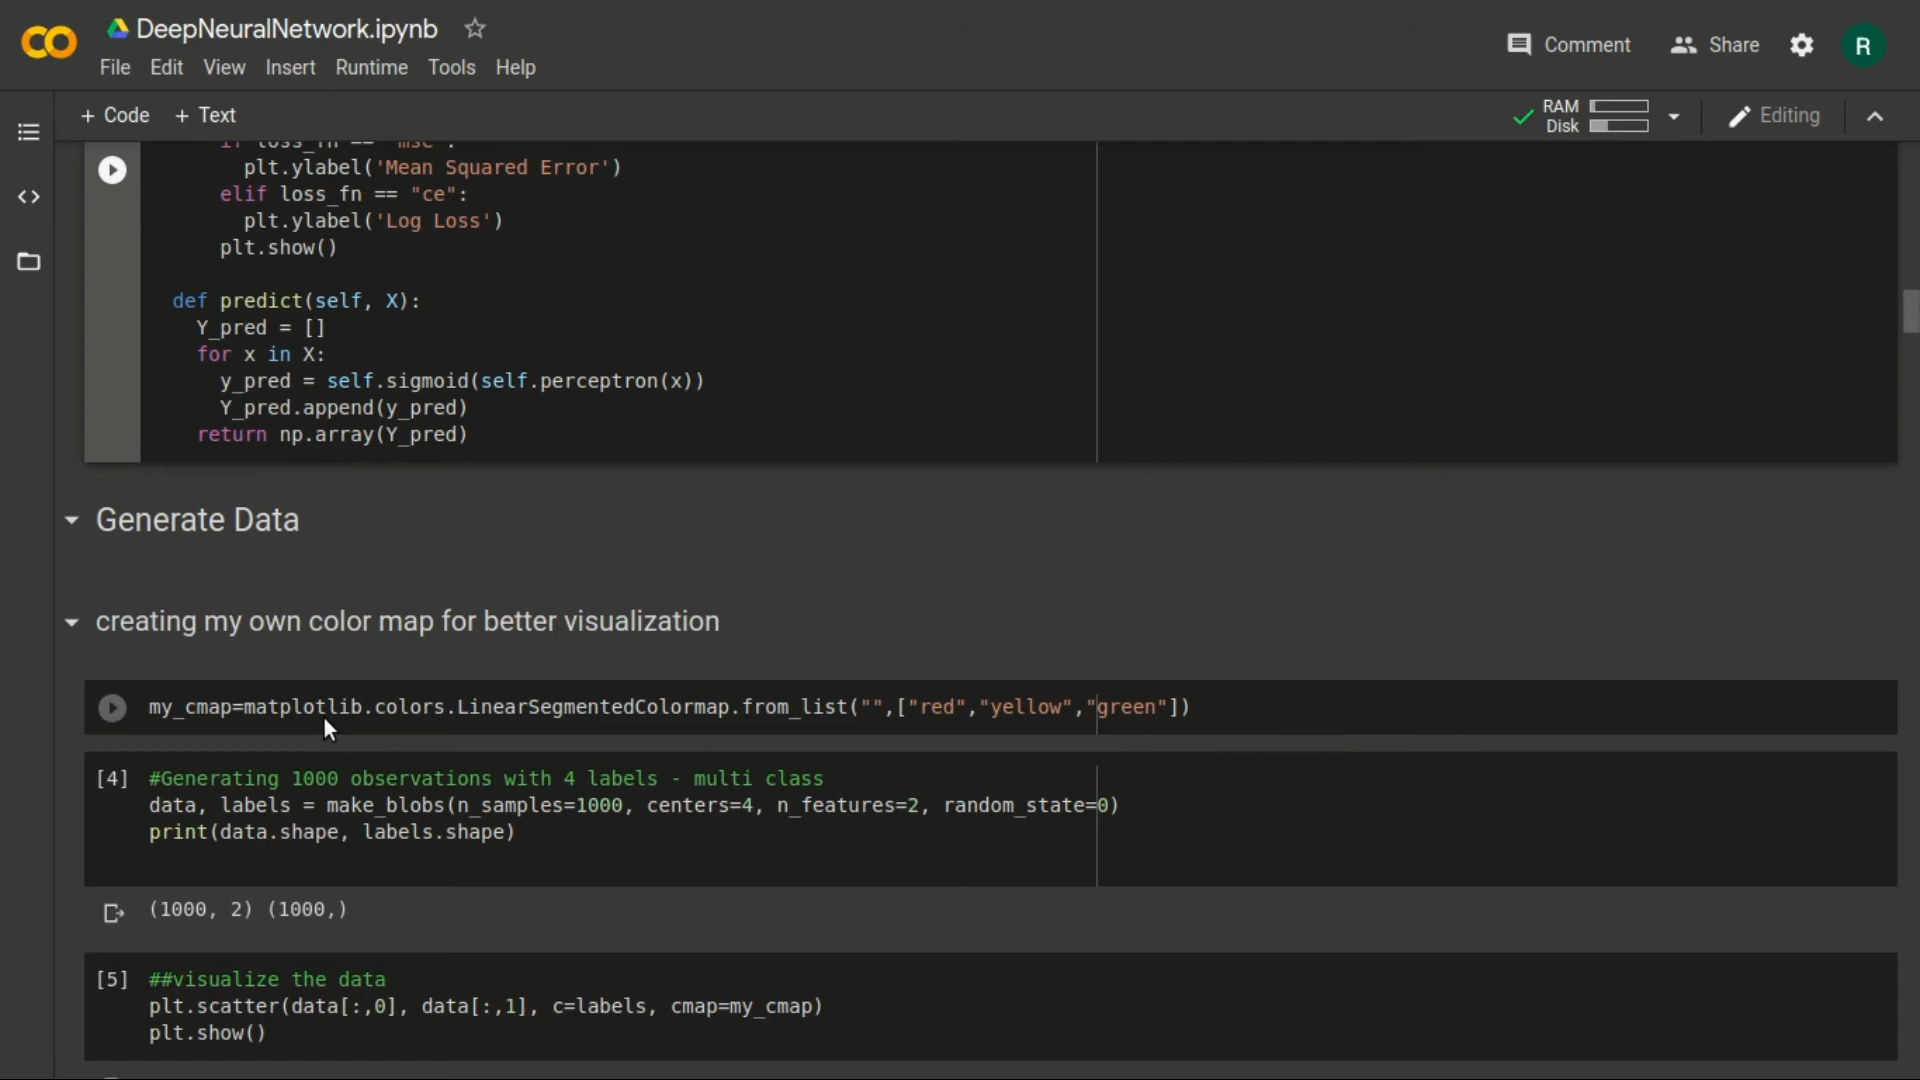 DeepNeuralNetwork.ipynb
File Edit View Insert Runtime Tools Help
Comment Share R
+ Code + Text
RAM
Disk
Editing
if loss_fn == "mse":
plt.ylabel('Mean Squared Error')
elif loss_fn == "ce":
plt.ylabel('Log Loss')
plt.show()
def predict(self, X):
Y_pred = []
for x in X:
y_pred = self.sigmoid(self.perceptron(x))
Y_pred.append(y_pred)
return np.array(Y_pred)
Generate Data
creating my own color map for better visualization
my_cmap=matplotlib.colors.LinearSegmentedColormap.from_list("",["red","yellow","green"])
[4] #Generating 1000 observations with 4 labels - multi class
data, labels = make_blobs(n_samples=1000, centers=4, n_features=2, random_state=0)
print(data.shape, labels.shape)
(1000, 2) (1000,)
[5] ##visualize the data
plt.scatter(data[:,0], data[:,1], c=labels, cmap=my_cmap)
plt.show()